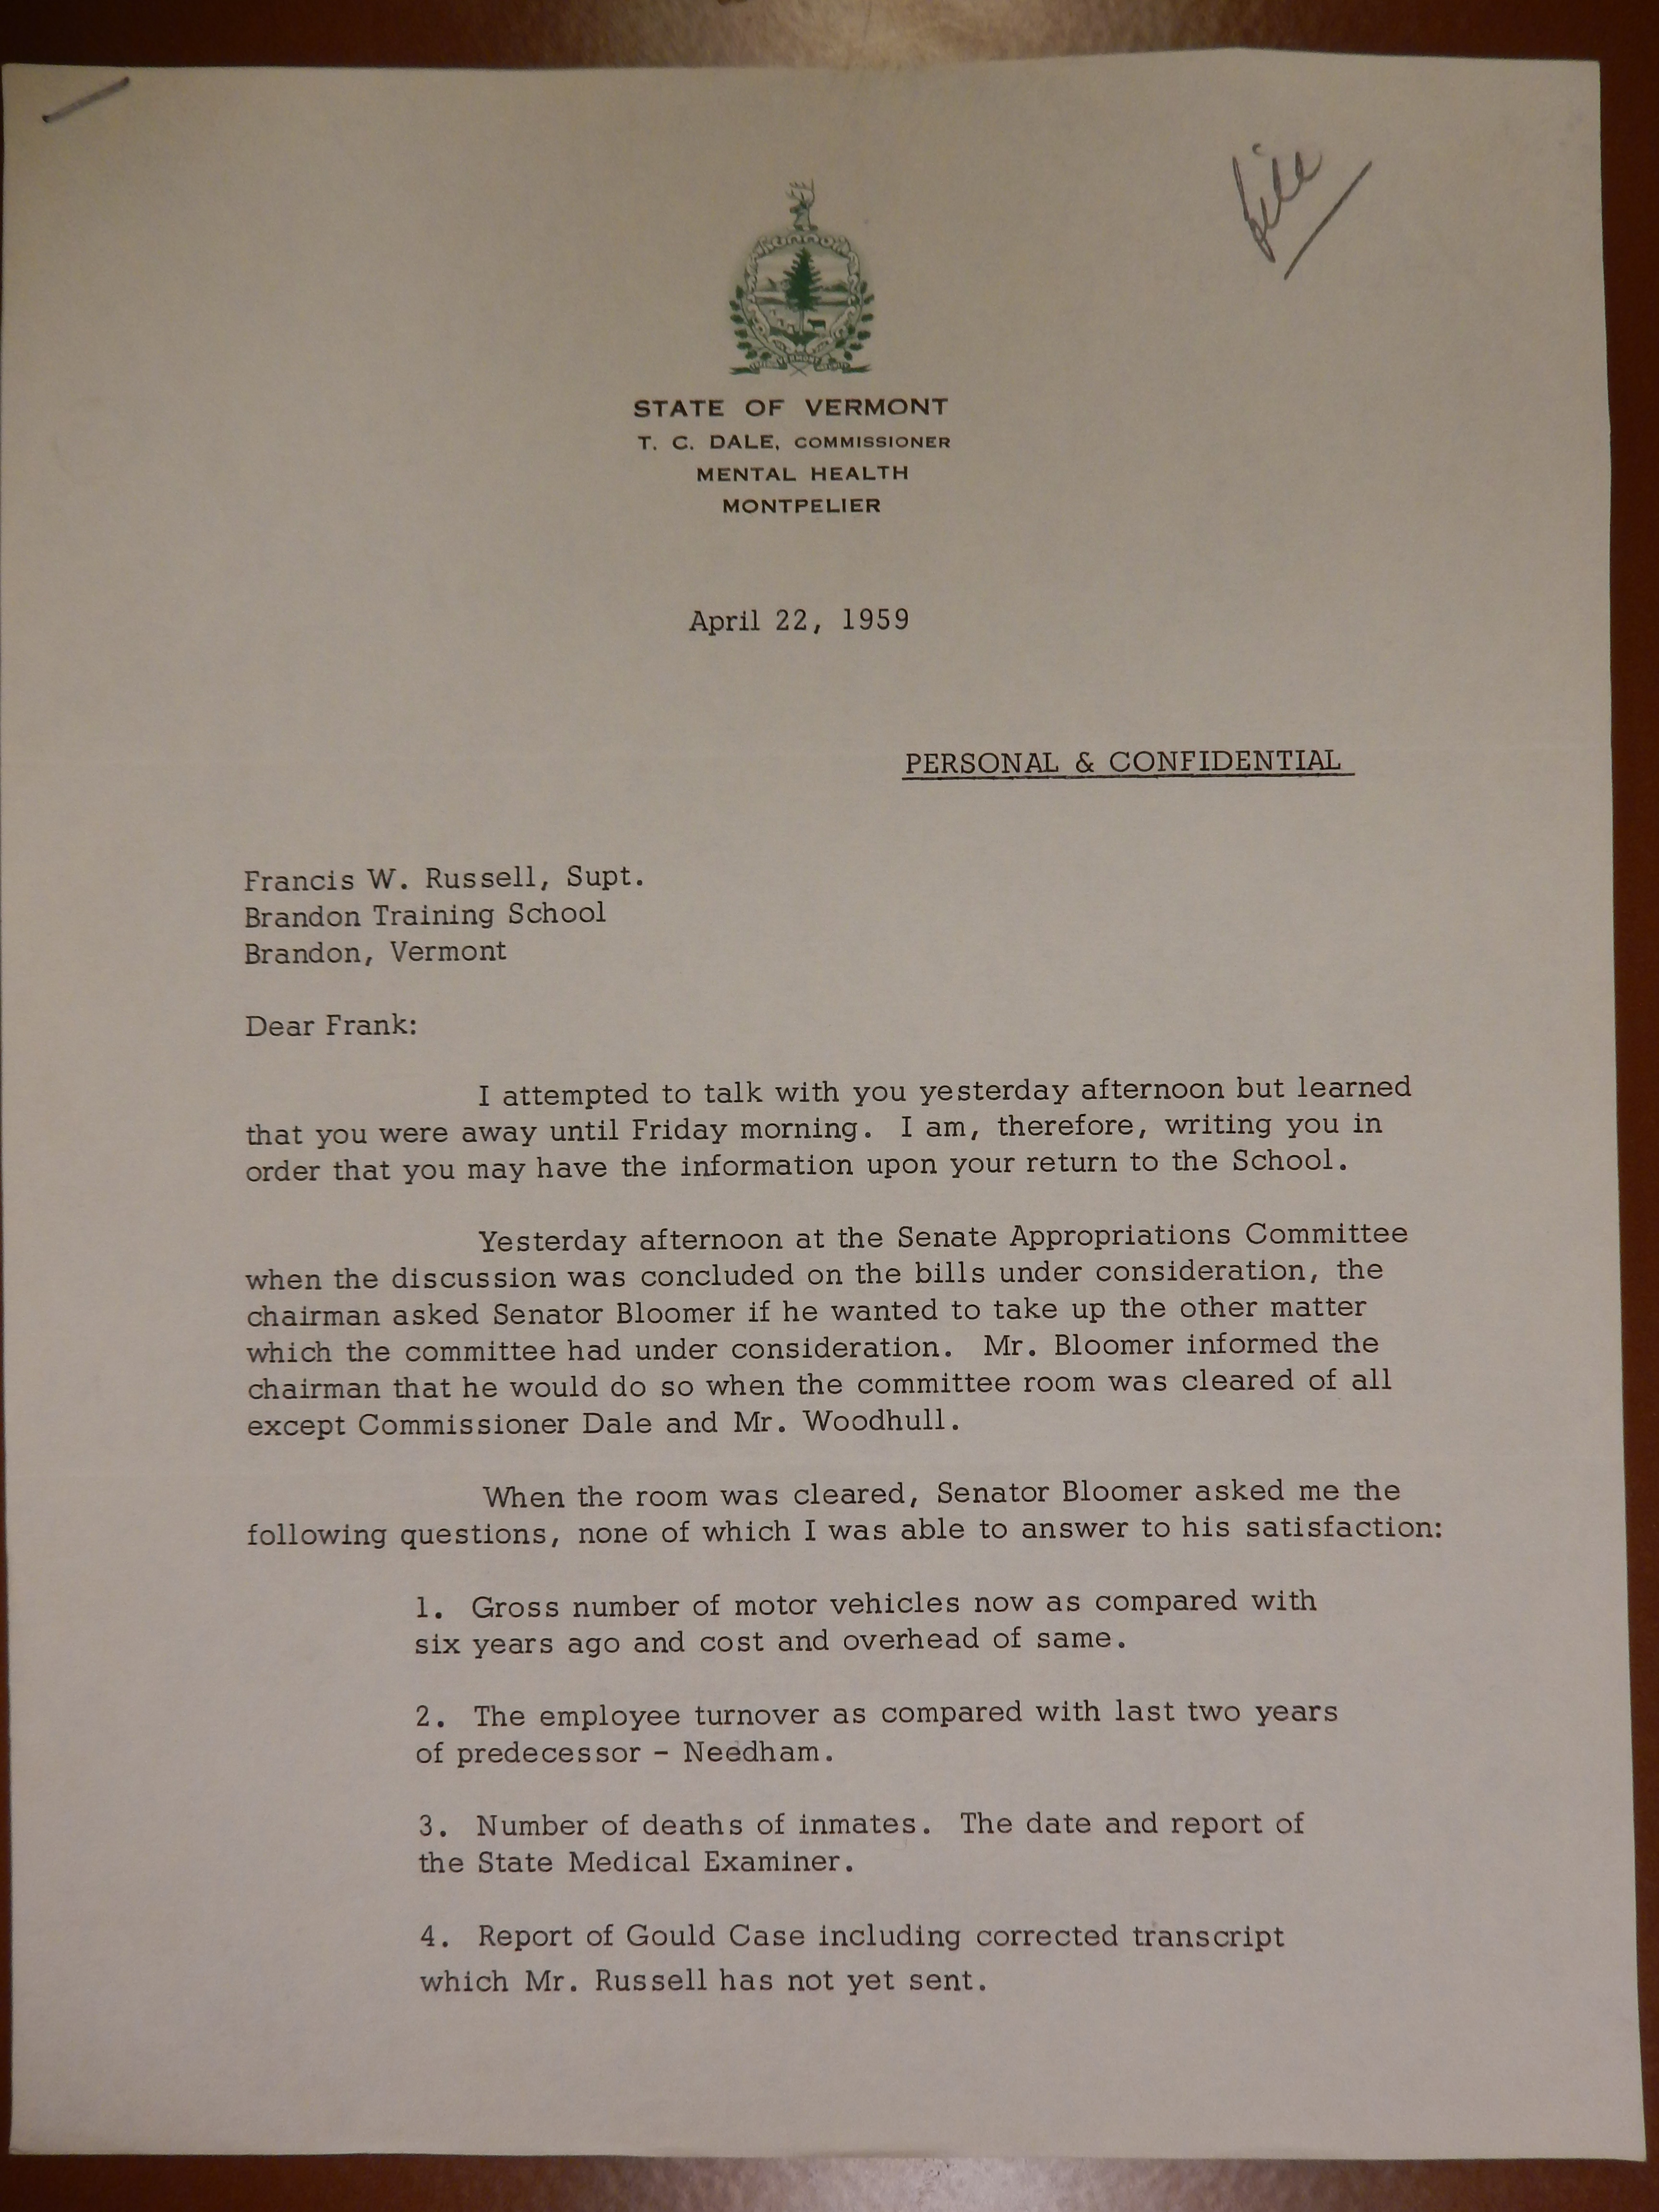 file
VERMONT
STATE OF VERMONT
T. C. DALE, COMMISSIONER
MENTAL HEALTH
MONTPELIER
April 22, 1959
PERSONAL & CONFIDENTIAL
Francis W. Russell, Supt.
Brandon Training School
Brandon, Vermont
Dear Frank:
I attempted to talk with you yesterday afternoon but learned
that you were away until Friday morning. I am, therefore, writing you in
order that you may have the information upon your return to the School.
Yesterday afternoon at the Senate Appropriations Committee
when the discussion was concluded on the bills under consideration, the
chairman asked Senator Bloomer if he wanted to take up the other matter
which the committee had under consideration. Mr. Bloomer informed the
chairman that he would do so when the committee room was cleared of all
except Commissioner Dale and Mr. Woodhull.
When the room was cleared, Senator Bloomer asked me the
following questions, none of which I was able to answer to his satisfaction:
1. Gross number of motor vehicles now as compared with
six years ago and cost and overhead of same.
2. The employee turnover as compared with last two years
of predecessor - Needham.
3. Number of deaths of inmates. The date and report of
the State Medical Examiner.
4. Report of Gould Case including corrected transcript
which Mr. Russell has not yet sent.